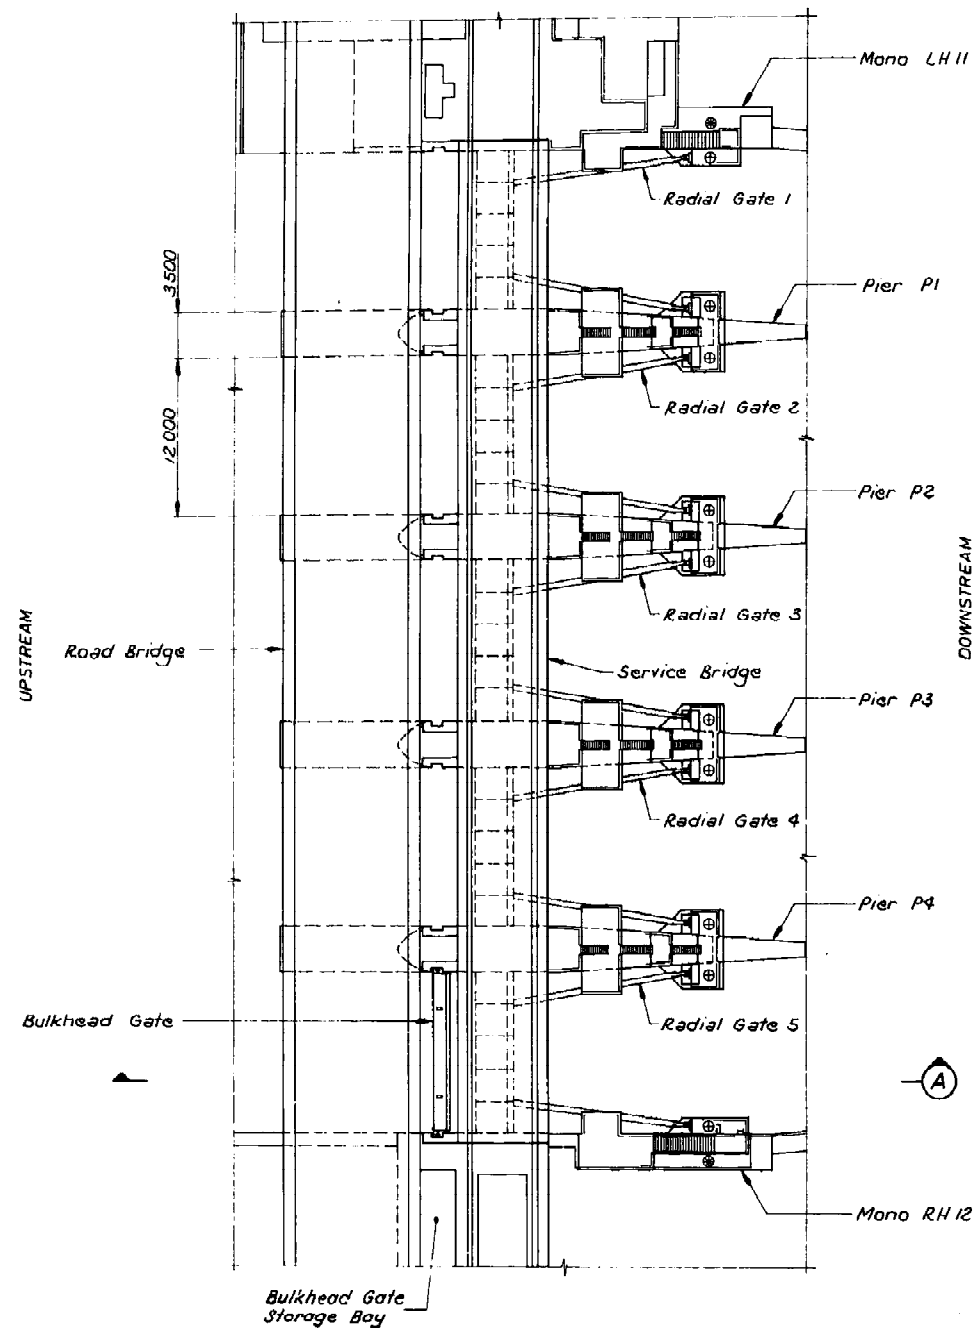 Mono LH 11
Radial Gate 1
3500
Pier P1
Radial Gate 2
12 000
Pier P2
Radial Gate 3
UPSTREAM
DOWNSTREAM
Road Bridge
Service Bridge
Pier P3
Radial Gate 4
Pier P4
Bulkhead Gate
Radial Gate 5
A
Mono RH 12
Bulkhead Gate
Storage Bay